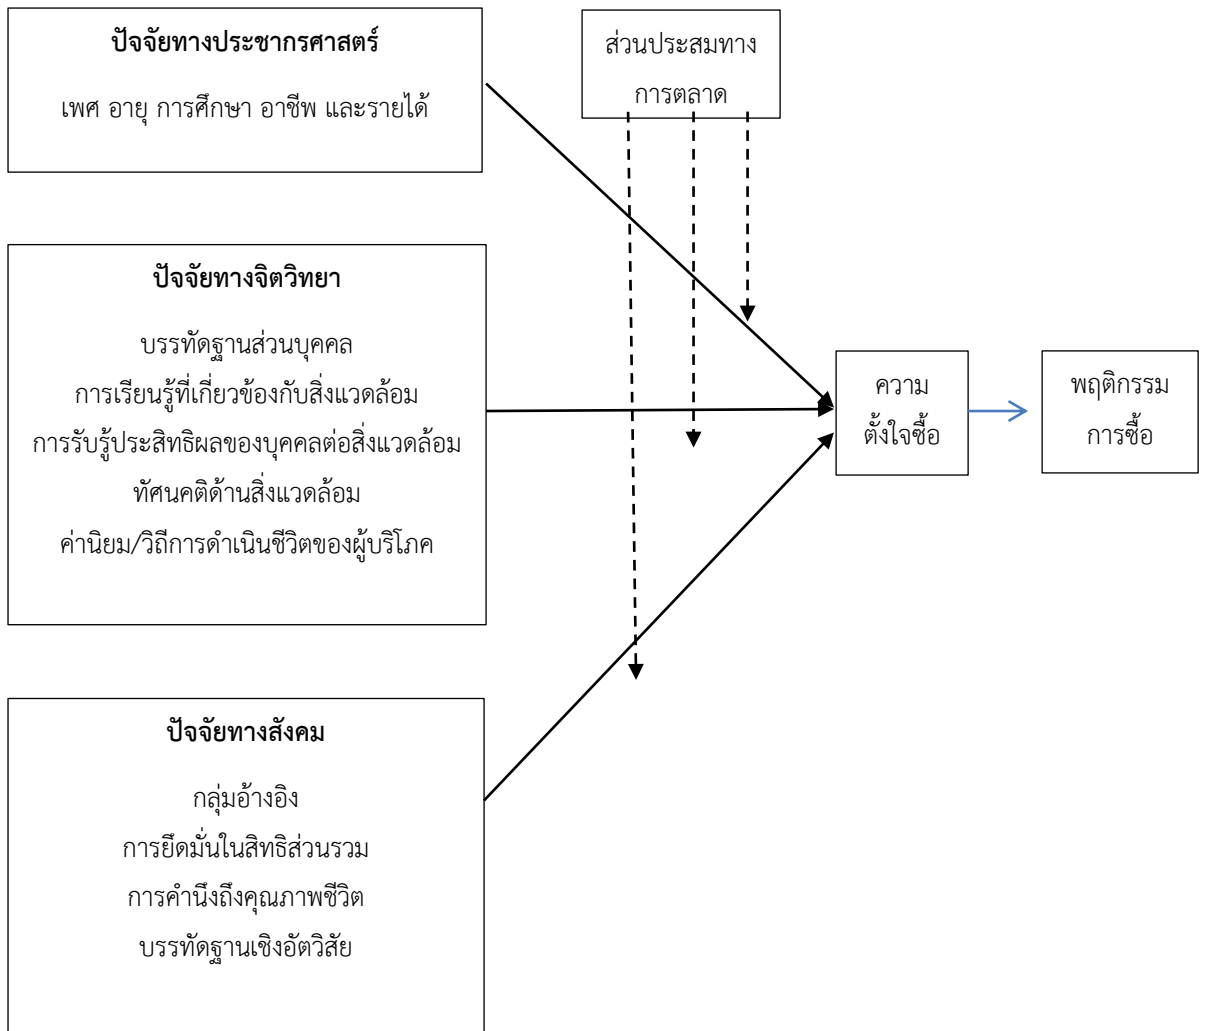 ปัจจัยทางประชากรศาสตร์
เพศ อายุ การศึกษา อาชีพ และรายได้
ส่วนประสมทาง
การตลาด
ปัจจัยทางจิตวิทยา
บรรทัดฐานส่วนบุคคล
การเรียนรู้ที่เกี่ยวข้องกับสิ่งแวดล้อม
การรับรู้ประสิทธิผลของบุคคลต่อสิ่งแวดล้อม
ทัศนคติด้านสิ่งแวดล้อม
ค่านิยม/วิถีการดำเนินชีวิตของผู้บริโภค
ความ
ตั้งใจซื้อ
พฤติกรรม
การซื้อ
ปัจจัยทางสังคม
กลุ่มอ้างอิง
การยึดมั่นในสิทธิส่วนรวม
การคำนึงถึงคุณภาพชีวิต
บรรทัดฐานเชิงอัตวิสัย